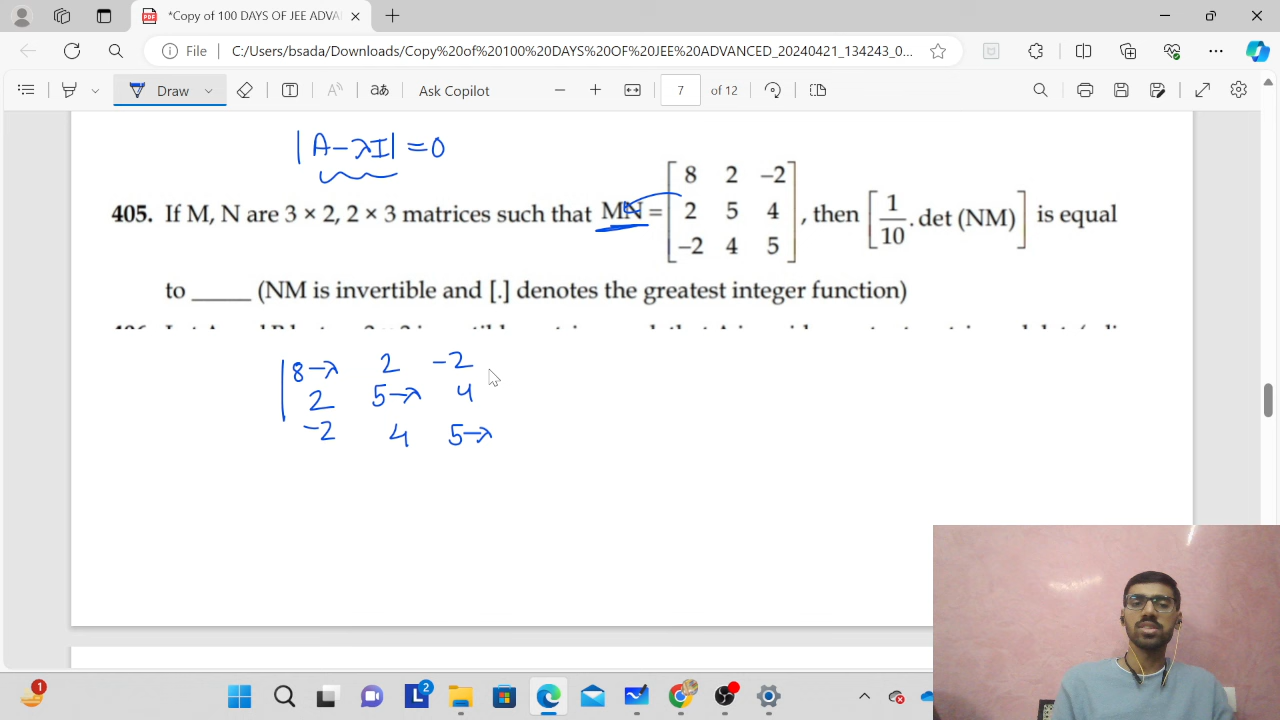 *Copy of 100 DAYS OF JEE ADVA
File C:/Users/bsada/Downloads/Copy%20of%20100%20DAYS%20OF%20JEE%20ADVANCED_20240421_134243_0...
Draw Ask Copilot 7 of 12
|A-λI| = 0
405. If M, N are 3 × 2, 2 × 3 matrices such that MN = [8 2 –2
2 5 4
–2 4 5], then [1/10 . det (NM)] is equal
to _____ (NM is invertible and [.] denotes the greatest integer function)
8-λ 2 -2
2 5-λ 4
-2 4 5-λ
1
2